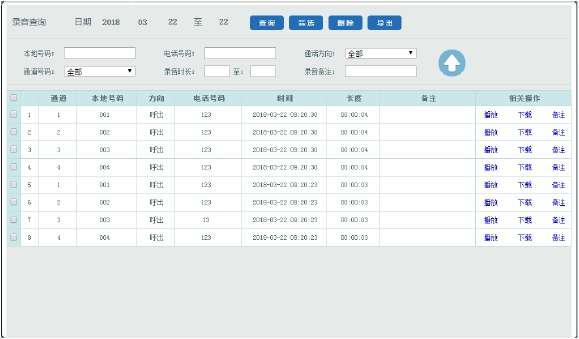 录音查询 日期 2018 03 22 至 22 查询 筛选 删除 导出
本地号码: 电话号码: 通话方向: 全部
通道号码: 全部 录音时长: 至: 录音备注:
通道 本地号码 方向 电话号码 时间 长度 备注 相关操作
1 1 001 呼出 123 2018-03-22 09:20:30 00:00:04 播放 下载 备注
2 2 002 呼出 123 2018-03-22 09:20:30 00:00:04 播放 下载 备注
3 3 003 呼出 123 2018-03-22 09:20:30 00:00:04 播放 下载 备注
4 4 004 呼出 123 2018-03-22 09:20:30 00:00:04 播放 下载 备注
5 1 001 呼出 123 2018-03-22 09:20:23 00:00:03 播放 下载 备注
6 2 002 呼出 123 2018-03-22 09:20:23 00:00:03 播放 下载 备注
7 3 003 呼出 13 2018-03-22 09:20:23 00:00:03 播放 下载 备注
8 4 004 呼出 123 2018-03-22 09:20:23 00:00:03 播放 下载 备注